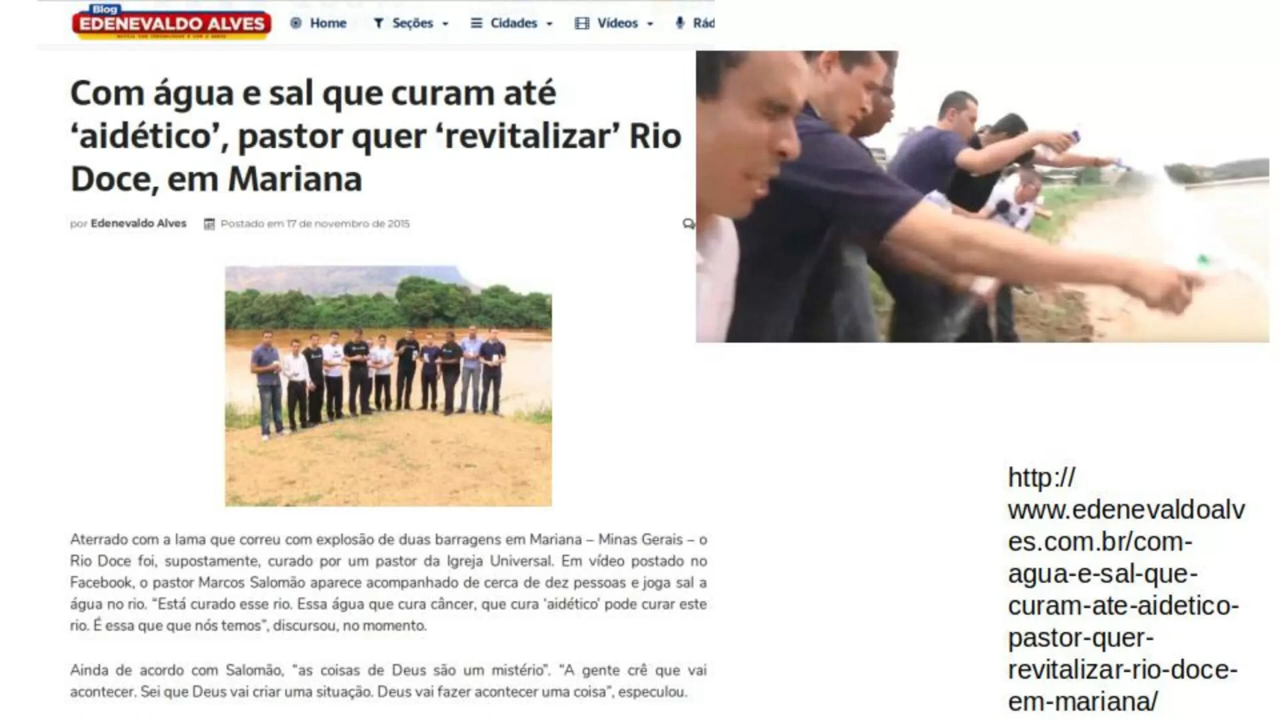 Blog
EDENEVALDO ALVES
Home
Seções
Cidades
Vídeos
Rád
Com água e sal que curam até
‘aidético’, pastor quer ‘revitalizar’ Rio
Doce, em Mariana
por Edenevaldo Alves
Postado em 17 de novembro de 2015
Aterrado com a lama que correu com explosão de duas barragens em Mariana – Minas Gerais – o
Rio Doce foi, supostamente, curado por um pastor da Igreja Universal. Em vídeo postado no
Facebook, o pastor Marcos Salomão aparece acompanhado de cerca de dez pessoas e joga sal a
água no rio. “Está curado esse rio. Essa água que cura câncer, que cura ‘aidético’ pode curar este
rio. É essa que que nós temos”, discursou, no momento.
Ainda de acordo com Salomão, “as coisas de Deus são um mistério”. “A gente crê que vai
acontecer. Sei que Deus vai criar uma situação. Deus vai fazer acontecer uma coisa”, especulou.
http://
www.edenevaldoalv
es.com.br/com-
agua-e-sal-que-
curam-ate-aidetico-
pastor-quer-
revitalizar-rio-doce-
em-mariana/